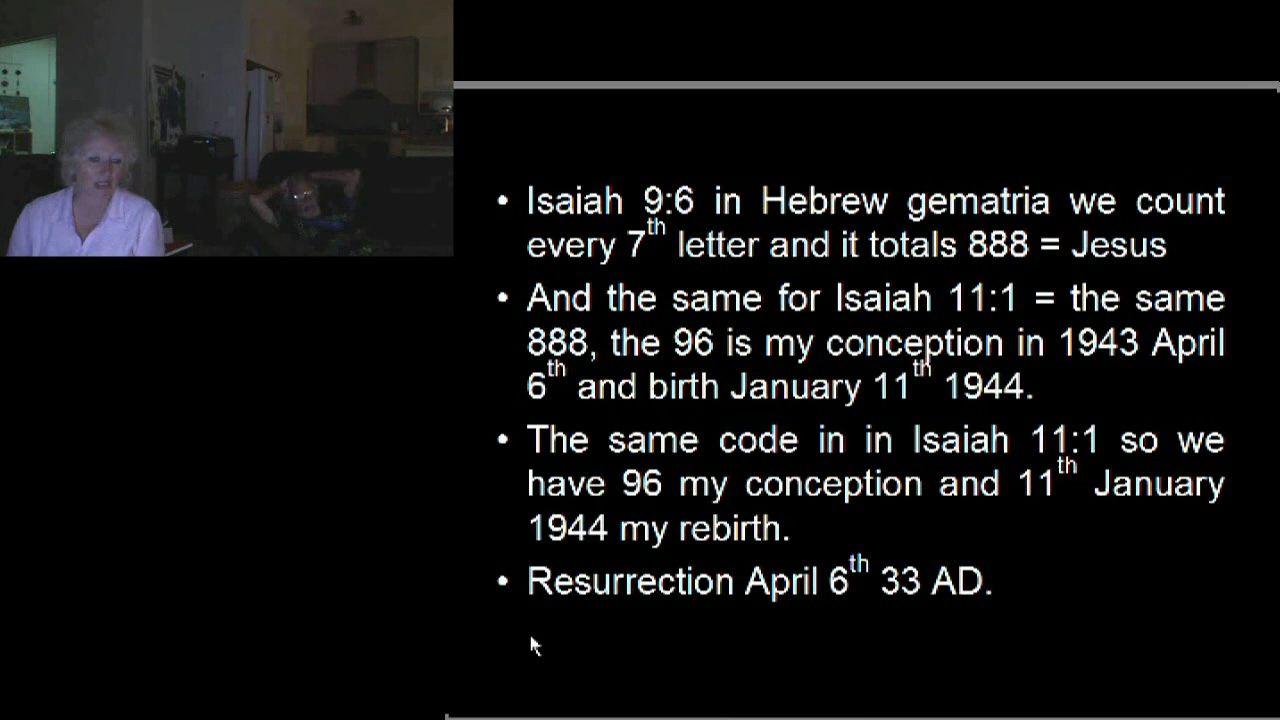 • Isaiah 9:6 in Hebrew gematria we count
every 7th letter and it totals 888 = Jesus
• And the same for Isaiah 11:1 = the same
888, the 96 is my conception in 1943 April
6th and birth January 11th 1944.
• The same code in in Isaiah 11:1 so we
have 96 my conception and 11th January
1944 my rebirth.
• Resurrection April 6th 33 AD.